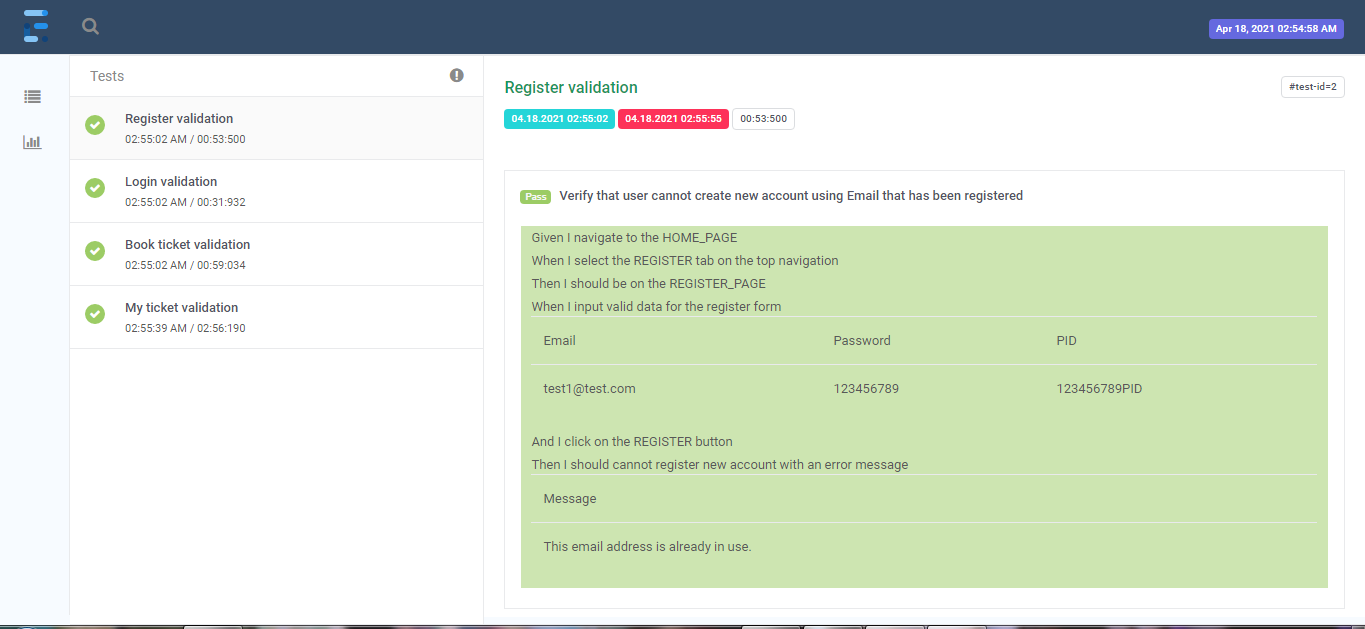 Apr 18, 2021 02:54:58 AM
Tests
Register validation
02:55:02 AM / 00:53:500
Login validation
02:55:02 AM / 00:31:932
Book ticket validation
02:55:02 AM / 00:59:034
My ticket validation
02:55:39 AM / 02:56:190
Register validation
#test-id=2
04.18.2021 02:55:02 04.18.2021 02:55:55 00:53:500
Pass Verify that user cannot create new account using Email that has been registered
Given I navigate to the HOME_PAGE
When I select the REGISTER tab on the top navigation
Then I should be on the REGISTER_PAGE
When I input valid data for the register form
Email Password PID
test1@test.com 123456789 123456789PID
And I click on the REGISTER button
Then I should cannot register new account with an error message
Message
This email address is already in use.